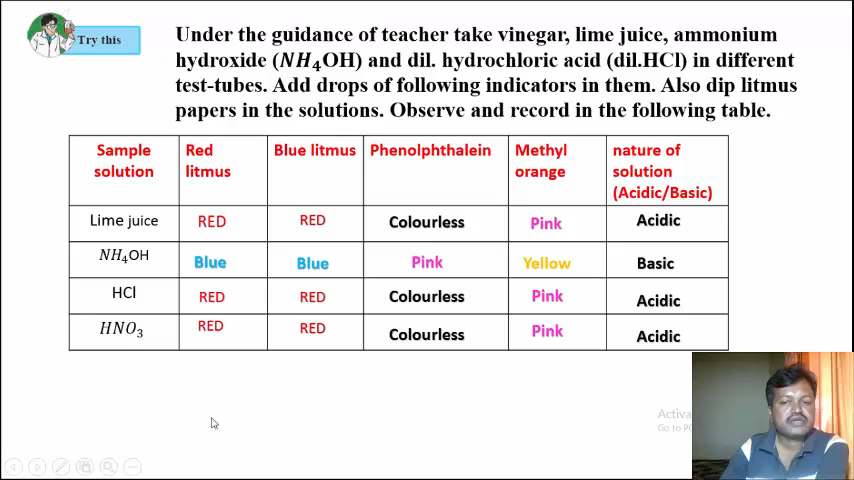 Try this
Under the guidance of teacher take vinegar, lime juice, ammonium
hydroxide (NH₄OH) and dil. hydrochloric acid (dil.HCl) in different
test-tubes. Add drops of following indicators in them. Also dip litmus
papers in the solutions. Observe and record in the following table.
Sample solution | Red litmus | Blue litmus | Phenolphthalein | Methyl orange | nature of solution (Acidic/Basic)
Lime juice | RED | RED | Colourless | Pink | Acidic
NH₄OH | Blue | Blue | Pink | Yellow | Basic
HCl | RED | RED | Colourless | Pink | Acidic
HNO₃ | RED | RED | Colourless | Pink | Acidic
Activa
Go to PC